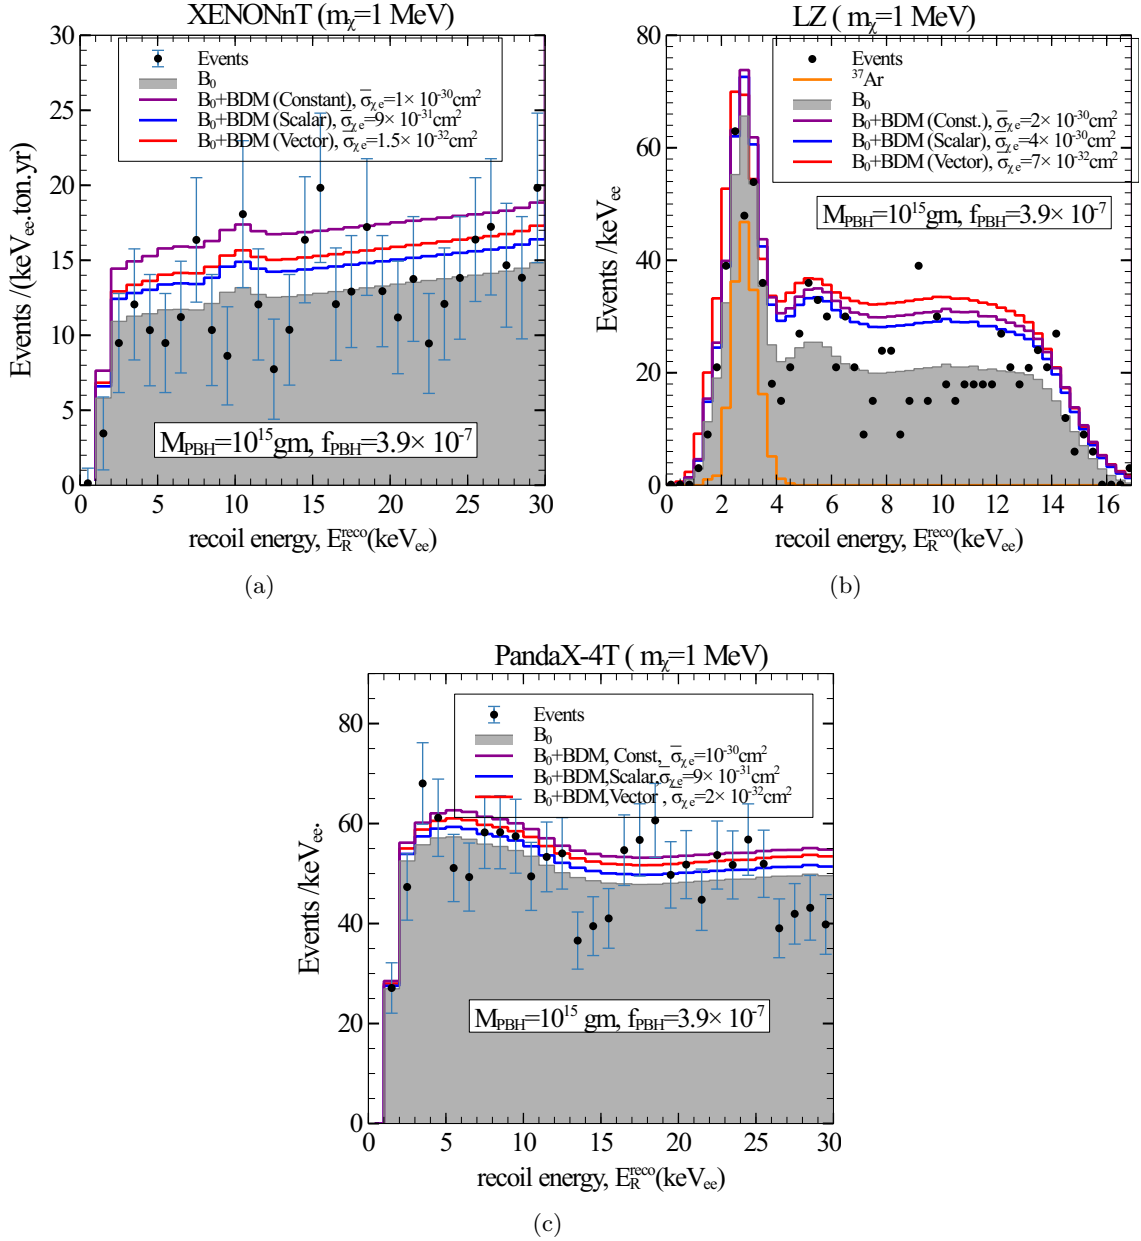 XENONnT (mχ=1 MeV)
Events /(keVee.ton.yr)
30
25
20
15
10
5
0
Events
B0
B0+BDM (Constant), σ̅χe=1× 10⁻³⁰cm²
B0+BDM (Scalar), σ̅χe=9× 10⁻³¹cm²
B0+BDM (Vector), σ̅χe=1.5× 10⁻³²cm²
MPBH=10¹⁵gm, fPBH=3.9× 10⁻⁷
0 5 10 15 20 25 30
recoil energy, ERreco(keVee)
(a)
LZ ( mχ=1 MeV)
Events /keVee
80
60
40
20
0
Events
³⁷Ar
B0
B0+BDM (Const.), σ̅χe=2× 10⁻³⁰cm²
B0+BDM (Scalar), σ̅χe=4× 10⁻³⁰cm²
B0+BDM (Vector), σ̅χe=7× 10⁻³²cm²
MPBH=10¹⁵gm, fPBH=3.9× 10⁻⁷
0 2 4 6 8 10 12 14 16
recoil energy, ERreco(keVee)
(b)
PandaX-4T ( mχ=1 MeV)
Events /keVee.
80
60
40
20
0
Events
B0
B0+BDM, Const, σ̅χe=10⁻³⁰cm²
B0+BDM,Scalar,σ̅χe=9× 10⁻³¹cm²
B0+BDM,Vector , σ̅χe=2× 10⁻³²cm²
MPBH=10¹⁵ gm, fPBH=3.9× 10⁻⁷
0 5 10 15 20 25 30
recoil energy, ERreco(keVee)
(c)